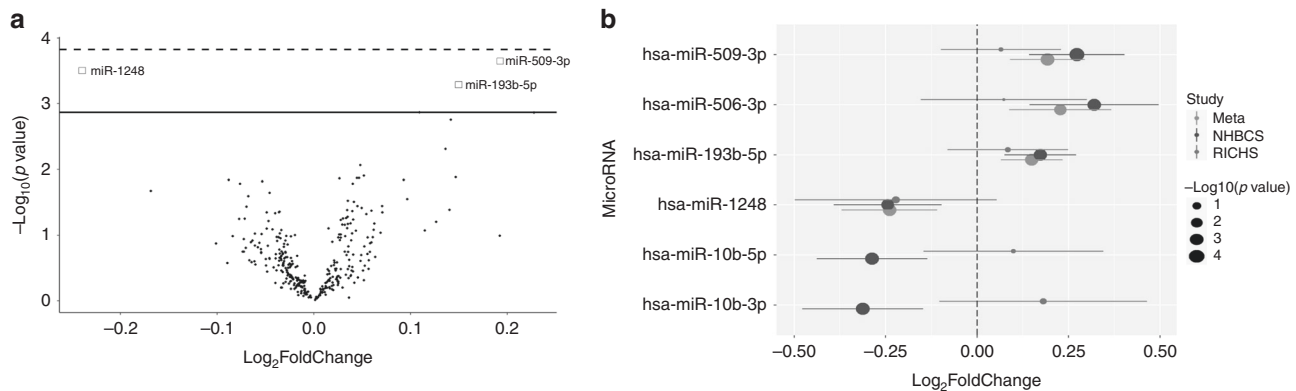 a
4
3
2
1
0
–Log10(p value)
miR-1248
miR-509-3p
miR-193b-5p
–0.2
–0.1
0.0
0.1
0.2
Log2FoldChange
b
hsa-miR-509-3p
hsa-miR-506-3p
hsa-miR-193b-5p
hsa-miR-1248
hsa-miR-10b-5p
hsa-miR-10b-3p
MicroRNA
–0.50
–0.25
0.00
0.25
0.50
Log2FoldChange
Study
Meta
NHBCS
RICHS
–Log10(p value)
1
2
3
4